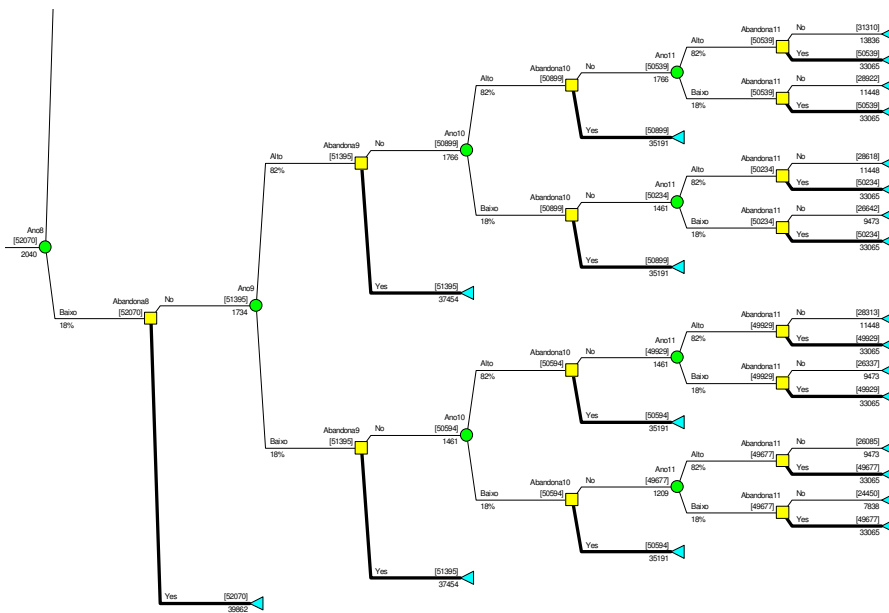 Ano8
[52070]
2040
Baixo
18%
Abandona8
[52070]
No
Yes
[52070]
39862
Ano9
[51395]
1734
Alto
82%
Abandona9
[51395]
No
Yes
[51395]
37454
Ano10
[50899]
1766
Alto
82%
Abandona10
[50899]
No
Yes
[50899]
35191
Ano11
[50539]
1766
Alto
82%
Abandona11
[50539]
No
[31310]
13836
Yes
[50539]
33065
Baixo
18%
Abandona11
[50539]
No
[28922]
11448
Yes
[50539]
33065
Baixo
18%
Abandona10
[50899]
No
Yes
[50899]
35191
Ano11
[50234]
1461
Alto
82%
Abandona11
[50234]
No
[28618]
11448
Yes
[50234]
33065
Baixo
18%
Abandona11
[50234]
No
[26642]
9473
Yes
[50234]
33065
Baixo
18%
Abandona9
[51395]
No
Yes
[51395]
37454
Ano10
[50594]
1461
Alto
82%
Abandona10
[50594]
No
Yes
[50594]
35191
Ano11
[49929]
1461
Alto
82%
Abandona11
[49929]
No
[28313]
11448
Yes
[49929]
33065
Baixo
18%
Abandona11
[49929]
No
[26337]
9473
Yes
[49929]
33065
Baixo
18%
Abandona10
[50594]
No
Yes
[50594]
35191
Ano11
[49677]
1209
Alto
82%
Abandona11
[49677]
No
[26085]
9473
Yes
[49677]
33065
Baixo
18%
Abandona11
[49677]
No
[24450]
7838
Yes
[49677]
33065